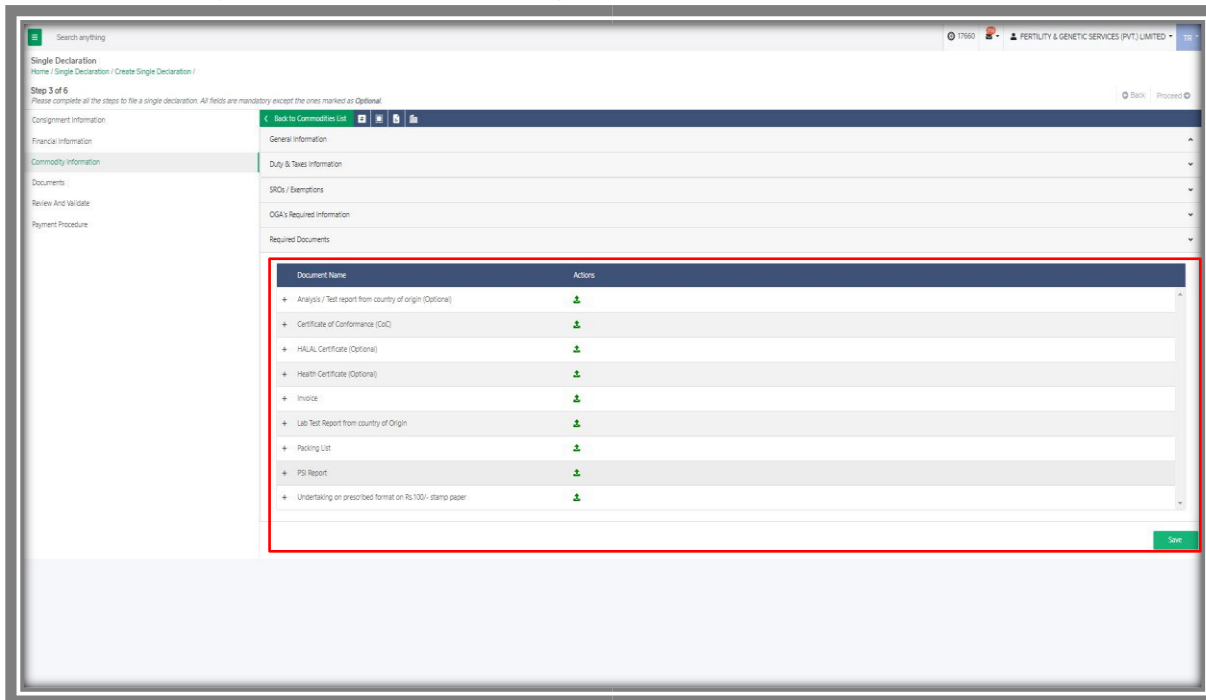 Search anything
17660
FERTILITY & GENETIC SERVICES (PVT.) LIMITED
TR
Single Declaration
Home / Single Declaration / Create Single Declaration /
Step 3 of 6
Please complete all the steps to file a single declaration. All fields are mandatory except the ones marked as Optional.
Back Proceed
Consignment Information
Financial Information
Commodity Information
Documents
Review And Validate
Payment Procedure
Back to Commodities List
General Information
Duty & Taxes Information
SROs / Exemptions
OGA's Required Information
Required Documents
Document Name Actions
+ Analysis / Test report from country of origin (Optional)
+ Certificate of Conformance (CoC)
+ HALAL Certificate (Optional)
+ Health Certificate (Optional)
+ Invoice
+ Lab Test Report from country of Origin
+ Packing List
+ PSI Report
+ Undertaking on prescribed format on Rs.100/- stamp paper
Save